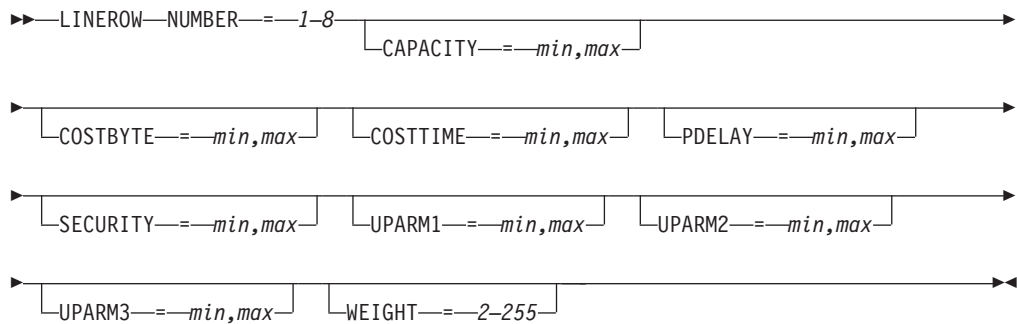 LINEROW NUMBER = 1–8
CAPACITY = min,max
COSTBYTE = min,max COSTTIME = min,max PDELAY = min,max
SECURITY = min,max UPARM1 = min,max UPARM2 = min,max
UPARM3 = min,max WEIGHT = 2–255